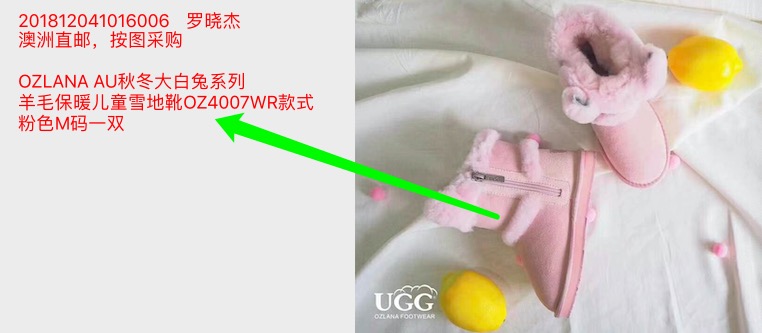 201812041016006 罗晓杰
澳洲直邮，按图采购
OZLANA AU秋冬大白兔系列
羊毛保暖儿童雪地靴OZ4007WR款式
粉色M码一双
UGG
OZLANA FOOTWEAR